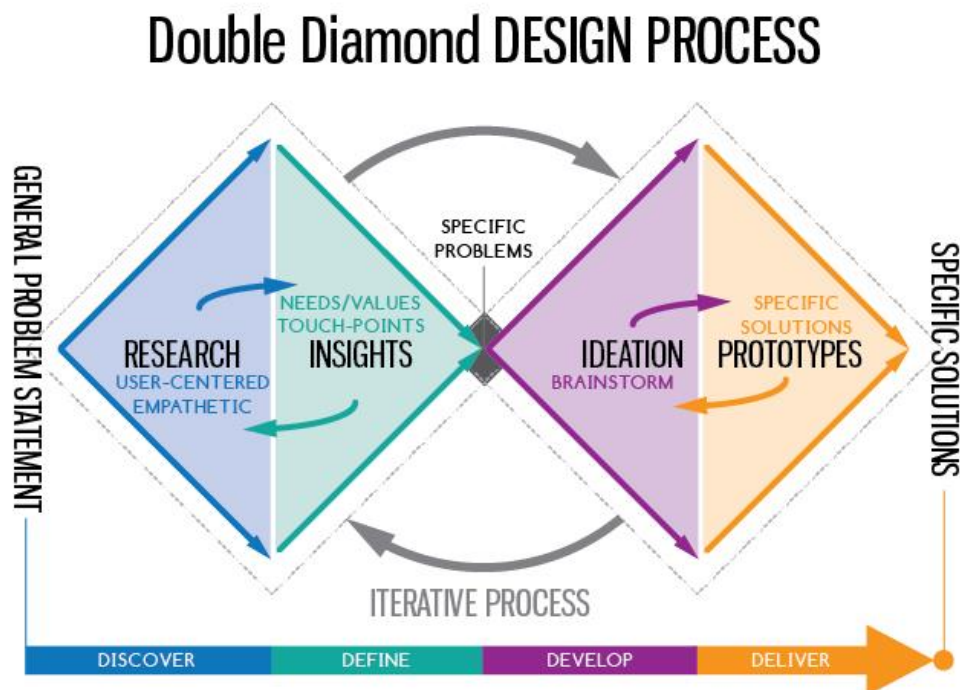 Double Diamond DESIGN PROCESS
GENERAL PROBLEM STATEMENT
SPECIFIC
PROBLEMS
NEEDS/VALUES
TOUCH-POINTS
RESEARCH
INSIGHTS
USER-CENTERED
EMPATHETIC
IDEATION
BRAINSTORM
SPECIFIC
SOLUTIONS
PROTOTYPES
SPECIFIC SOLUTIONS
ITERATIVE PROCESS
DISCOVER
DEFINE
DEVELOP
DELIVER